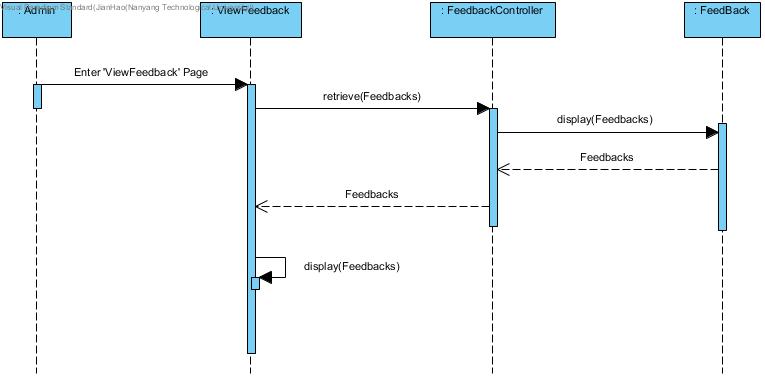 Visual Paradigm Standard(JianHao(Nanyang Technological University))
: Admin
: ViewFeedback
: FeedbackController
: FeedBack
Enter 'ViewFeedback' Page
retrieve(Feedbacks)
display(Feedbacks)
Feedbacks
Feedbacks
display(Feedbacks)